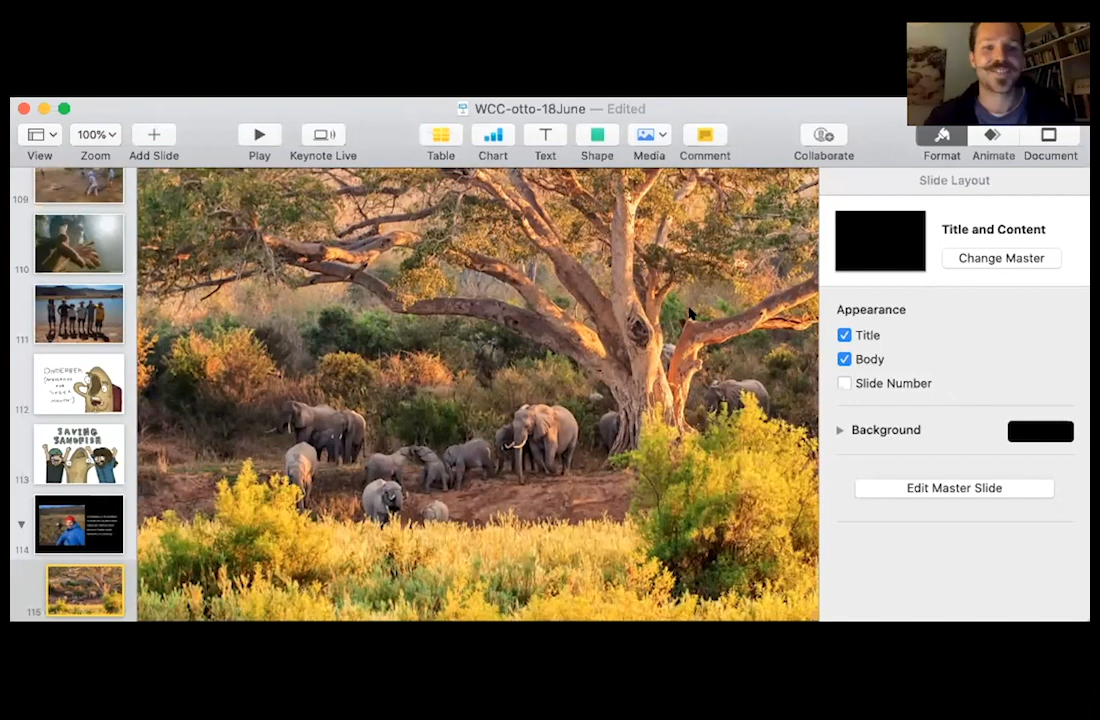 WCC-otto-18June — Edited
100%
View
Zoom
Add Slide
Play
Keynote Live
Table
Chart
Text
Shape
Media
Comment
Collaborate
Format
Animate
Document
109
110
111
112
113
114
115
SAVING
SANDFISH
Slide Layout
Title and Content
Change Master
Appearance
Title
Body
Slide Number
Background
Edit Master Slide